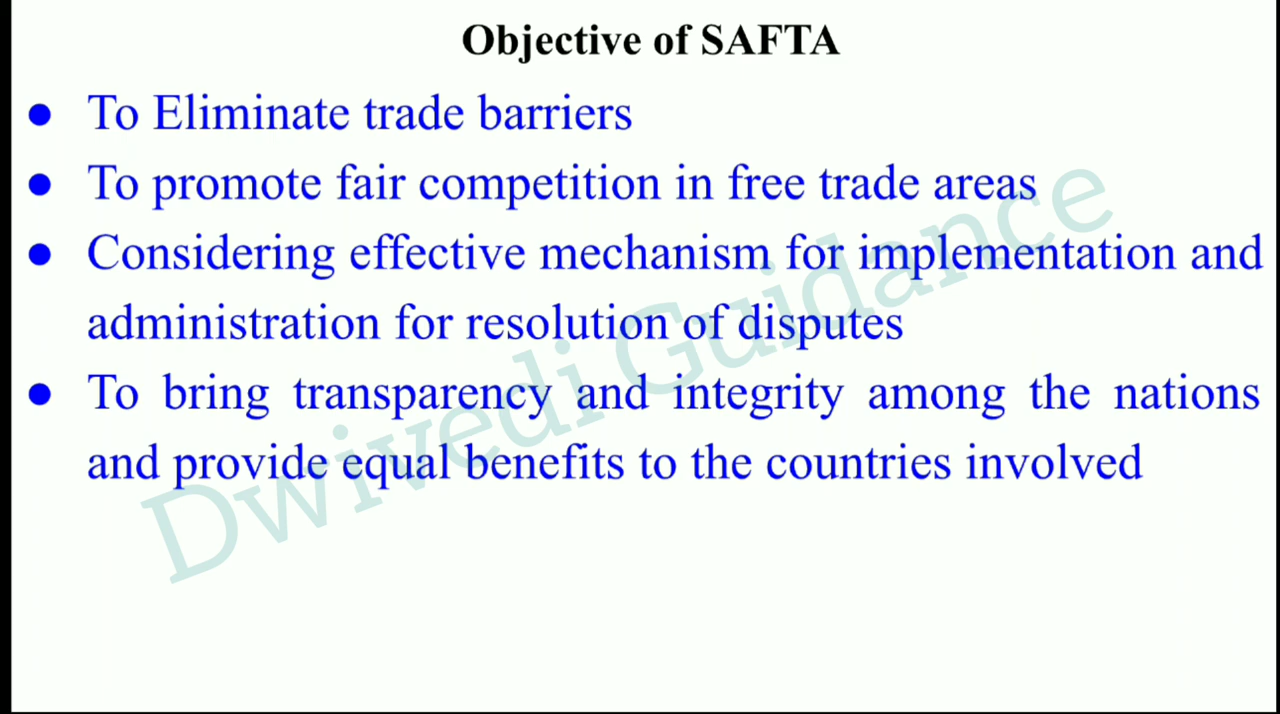 Objective of SAFTA
● To Eliminate trade barriers
● To promote fair competition in free trade areas
● Considering effective mechanism for implementation and
administration for resolution of disputes
● To bring transparency and integrity among the nations
and provide equal benefits to the countries involved
Dwivedi Guidance